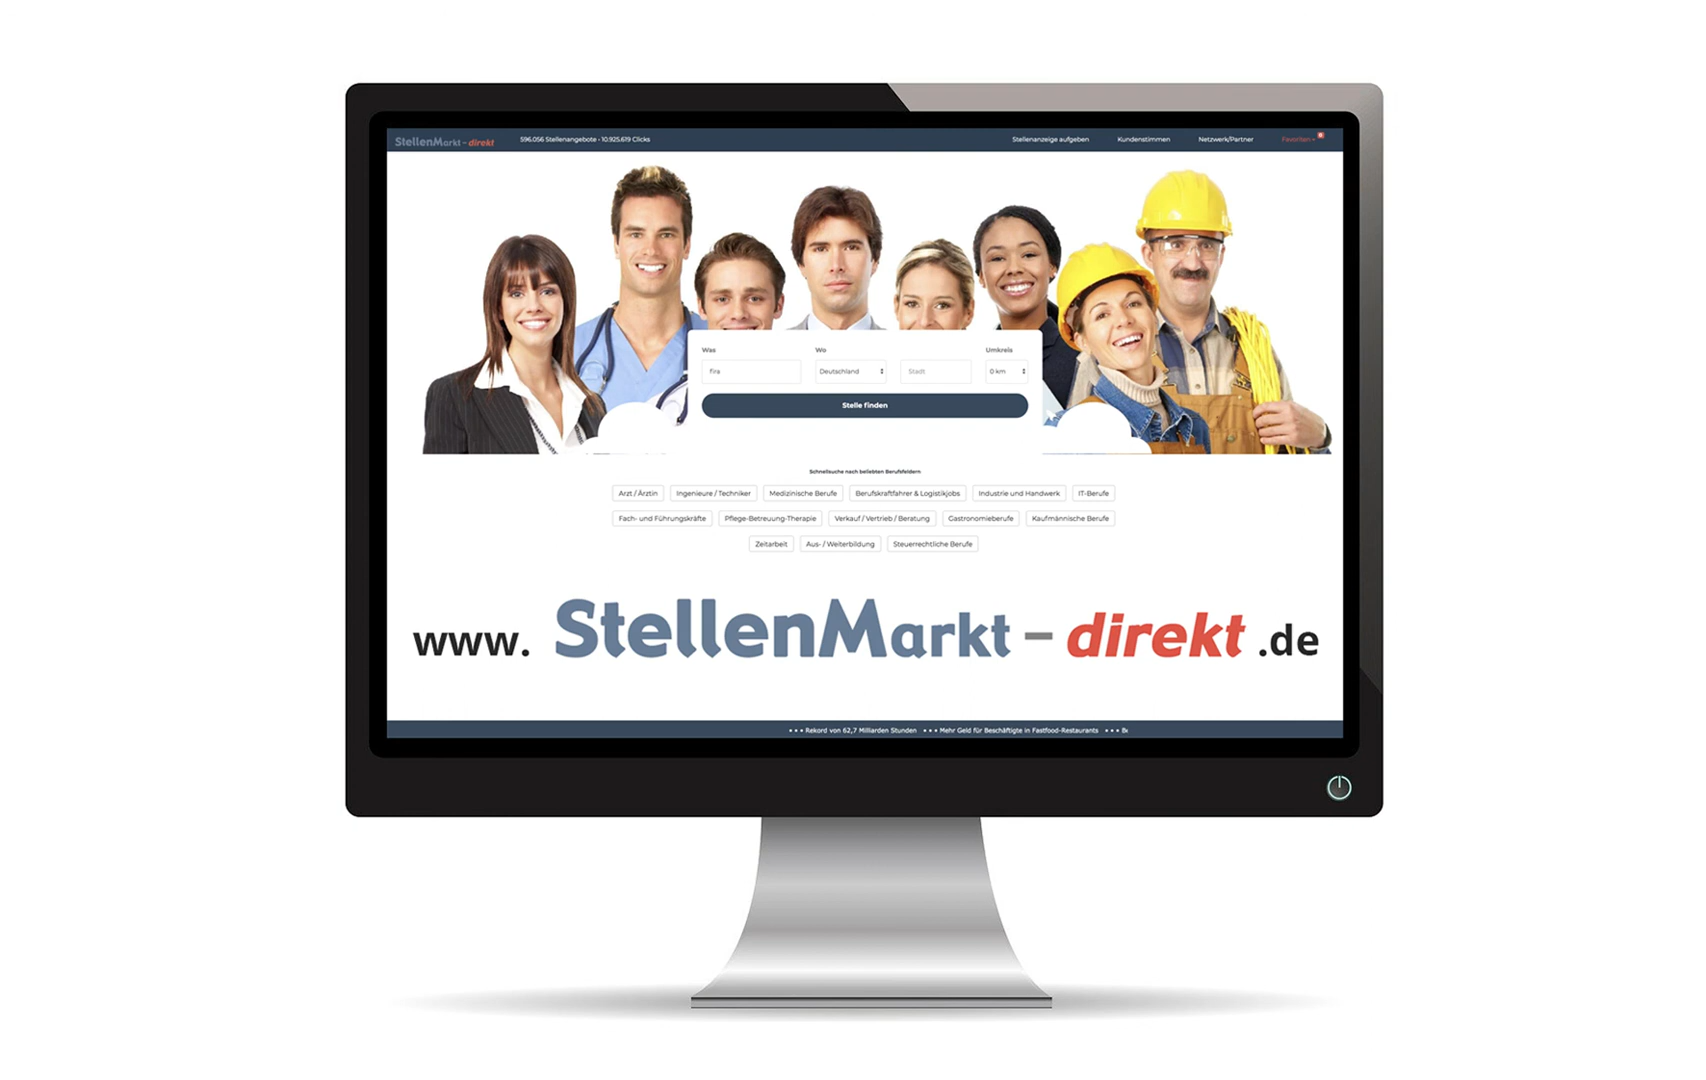 StellenMarkt - direkt 596.056 Stellenangebote • 10.925.619 Clicks Stellenanzeige aufgeben Kundenstimmen Netzwerk/Partner Favoriten
Was Wo Umkreis
fira Deutschland Stadt 0 km
Stelle finden
Schnellsuche nach beliebten Berufsfeldern
Arzt / Ärztin Ingenieure / Techniker Medizinische Berufe Berufskraftfahrer & Logistikjobs Industrie und Handwerk IT-Berufe
Fach- und Führungskräfte Pflege-Betreuung-Therapie Verkauf / Vertrieb / Beratung Gastronomieberufe Kaufmännische Berufe
Zeitarbeit Aus- / Weiterbildung Steuerrechtliche Berufe
www. StellenMarkt - direkt .de
• • • Rekord von 62,7 Milliarden Stunden • • • Mehr Geld für Beschäftigte in Fastfood-Restaurants • • •